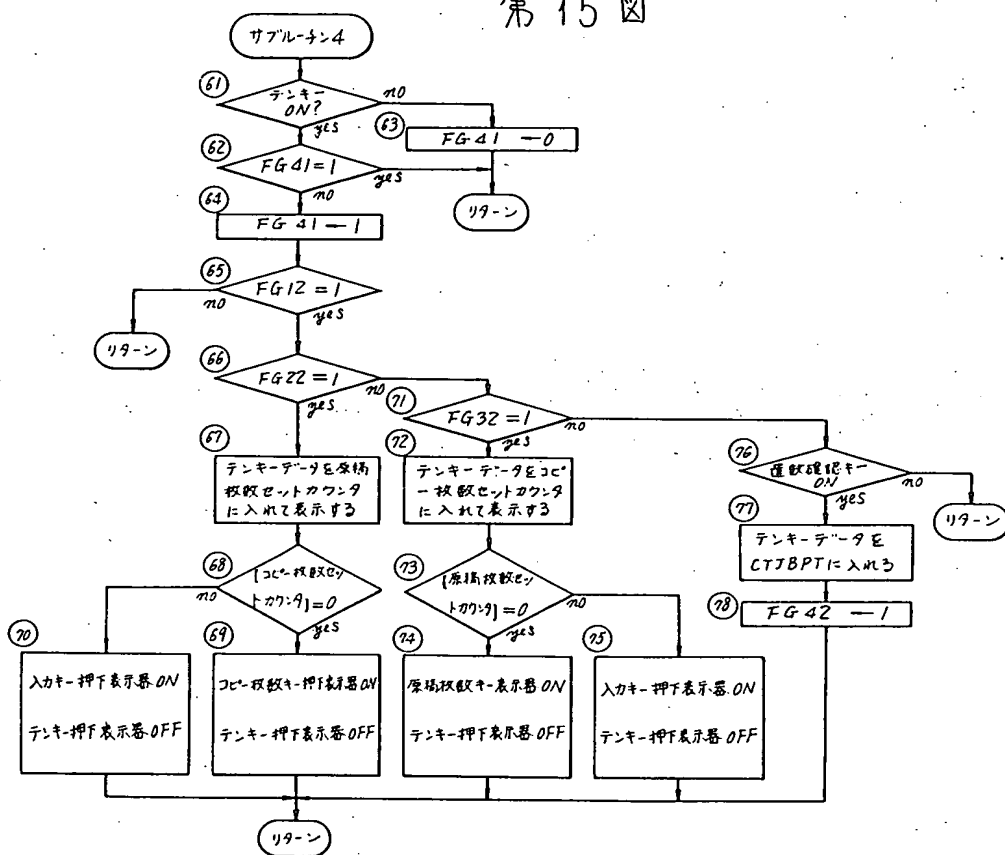 第15図
サブルーチン4
61
テンキー
ON?
no
yes
63
FG41 ← 0
62
FG41=1
yes
no
リターン
64
FG41 ← 1
65
FG12=1
no
yes
リターン
66
FG22=1
no
yes
71
FG32=1
no
yes
67
テンキーデータを原稿
枚数セットカウンタ
に入れて表示する
72
テンキーデータをコピ
ー枚数セットカウンタ
に入れて表示する
76
確認キー
ON
no
yes
リターン
77
テンキーデータを
CTJBPTに入れる
78
FG42 ← 1
68
[コピー枚数セッ
トカウンタ]=0
no
yes
73
[原稿枚数セッ
トカウンタ]=0
no
yes
70
入力キー押下表示器ON
テンキー押下表示器OFF
69
コピー枚数キー押下表示器ON
テンキー押下表示器OFF
74
原稿枚数キー表示器ON
テンキー押下表示器OFF
75
入力キー押下表示器ON
テンキー押下表示器OFF
リターン